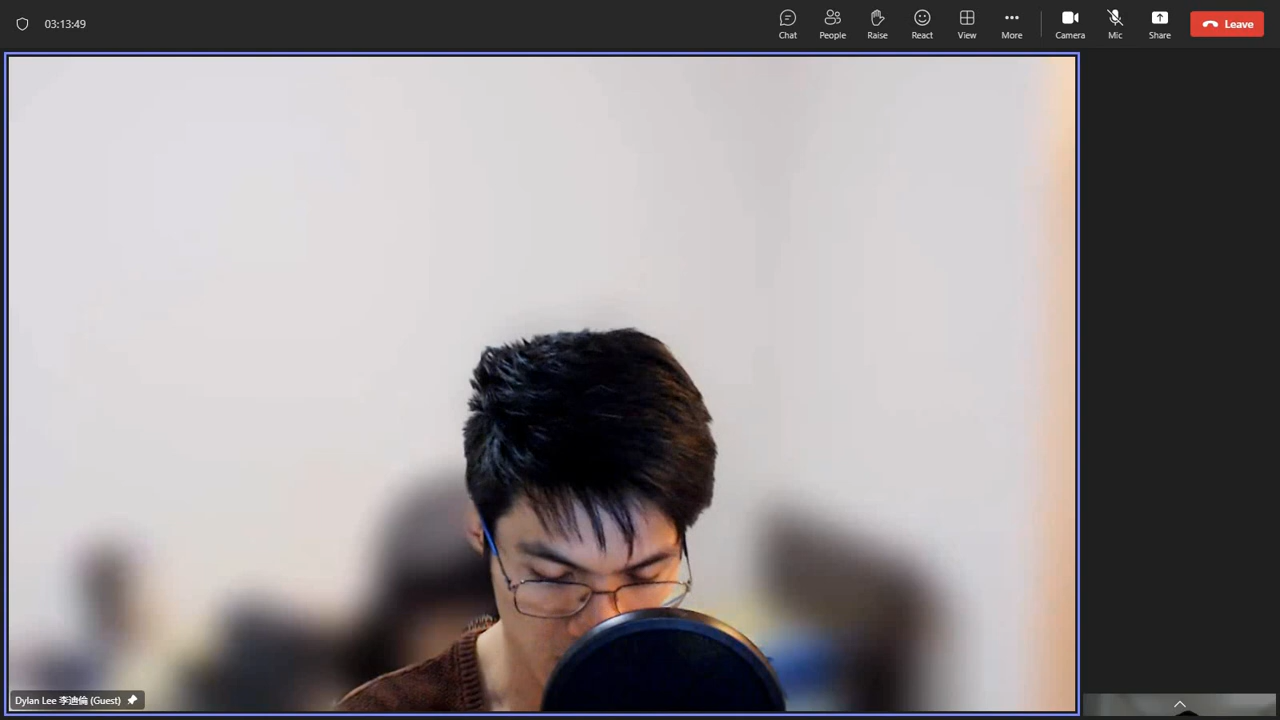 03:13:49
Chat
People
Raise
React
View
More
Camera
Mic
Share
Leave
Dylan Lee 李迪倫 (Guest)